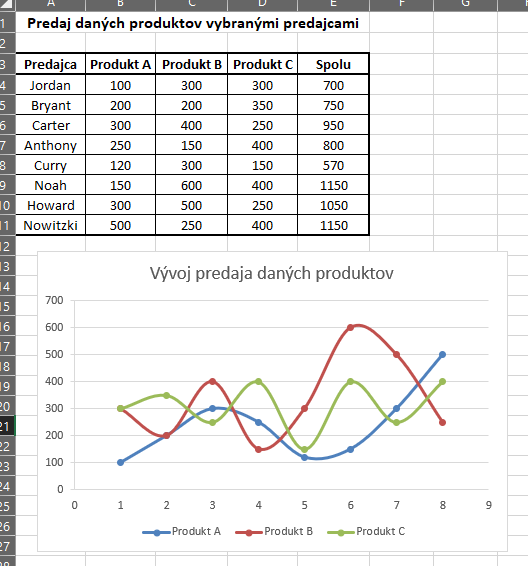 A B C D E F G
1 Predaj daných produktov vybranými predajcami
2
3 Predajca Produkt A Produkt B Produkt C Spolu
4 Jordan 100 300 300 700
5 Bryant 200 200 350 750
6 Carter 300 400 250 950
7 Anthony 250 150 400 800
8 Curry 120 300 150 570
9 Noah 150 600 400 1150
10 Howard 300 500 250 1050
11 Nowitzki 500 250 400 1150
12
13
14
15
16
17
18
19
20
21
22
23
24
25
26
27
Vývoj predaja daných produktov
700
600
500
400
300
200
100
0
0 1 2 3 4 5 6 7 8 9
Produkt A Produkt B Produkt C